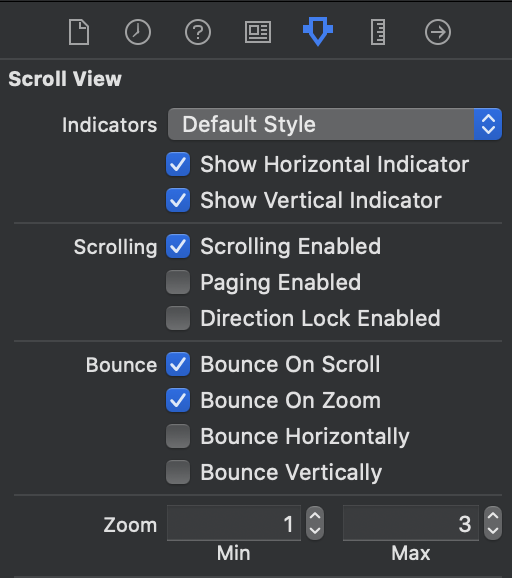 ?
Scroll View
Indicators Default Style
Show Horizontal Indicator
Show Vertical Indicator
Scrolling Scrolling Enabled
Paging Enabled
Direction Lock Enabled
Bounce Bounce On Scroll
Bounce On Zoom
Bounce Horizontally
Bounce Vertically
Zoom 1 3
Min Max